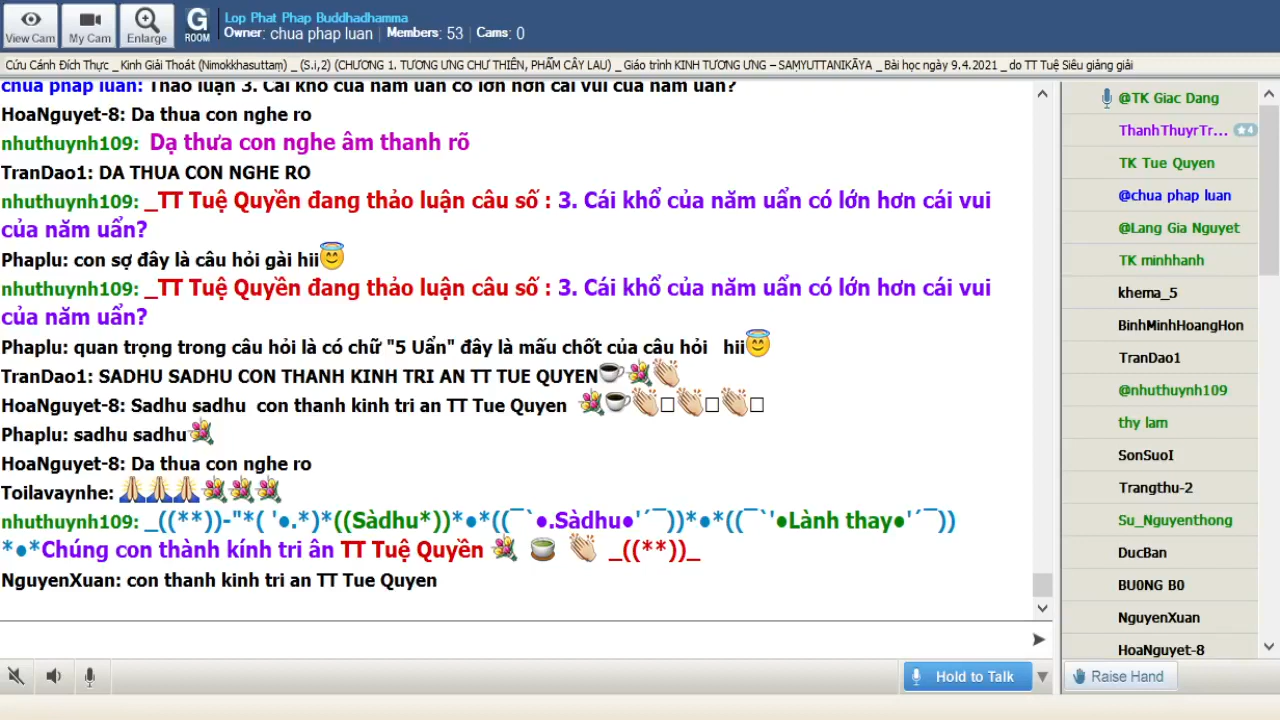 View Cam
My Cam
Enlarge
G
ROOM
Lop Phat Phap Buddhadhamma
Owner: chua phap luan | Members: 53 | Cams: 0
Cứu Cánh Đích Thực _ Kinh Giải Thoát (Nimokkhasuttaṃ) _ (S.i,2) (CHƯƠNG 1. TƯƠNG ƯNG CHƯ THIÊN, PHẨM CÂY LAU) _ Giáo trình KINH TƯƠNG ƯNG – SAṂYUTTANIKĀYA _ Bài học ngày 9.4.2021 _ do TT Tuệ Siêu giảng giải
chua phap luan: Thảo luận 3. Cái khổ của năm uẩn có lớn hơn cái vui của năm uẩn?
HoaNguyet-8: Da thua con nghe ro
nhuthuynh109: Dạ thưa con nghe âm thanh rõ
TranDao1: DA THUA CON NGHE RO
nhuthuynh109: _TT Tuệ Quyền đang thảo luận câu số : 3. Cái khổ của năm uẩn có lớn hơn cái vui
của năm uẩn?
Phaplu: con sợ đây là câu hỏi gài hii
nhuthuynh109: _TT Tuệ Quyền đang thảo luận câu số : 3. Cái khổ của năm uẩn có lớn hơn cái vui
của năm uẩn?
Phaplu: quan trọng trong câu hỏi là có chữ "5 Uẩn" đây là mấu chốt của câu hỏi hii
TranDao1: SADHU SADHU CON THANH KINH TRI AN TT TUE QUYEN
HoaNguyet-8: Sadhu sadhu con thanh kinh tri an TT Tue Quyen
Phaplu: sadhu sadhu
HoaNguyet-8: Da thua con nghe ro
Toilavaynhe:
nhuthuynh109: _((**))-"*( '●.*)*((Sàdhu*))*●*((¯`●.Sàdhu●'´¯))*●*((¯`'●Lành thay●'´¯))
*●*Chúng con thành kính tri ân TT Tuệ Quyền _((**))_
NguyenXuan: con thanh kinh tri an TT Tue Quyen
Hold to Talk
@TK Giac Dang
ThanhThuyrTr... ★4
TK Tue Quyen
@chua phap luan
@Lang Gia Nguyet
TK minhhanh
khema_5
BinhMinhHoangHon
TranDao1
@nhuthuynh109
thy lam
SonSuoI
Trangthu-2
Su_Nguyenthong
DucBan
BU0NG B0
NguyenXuan
HoaNguyet-8
Raise Hand